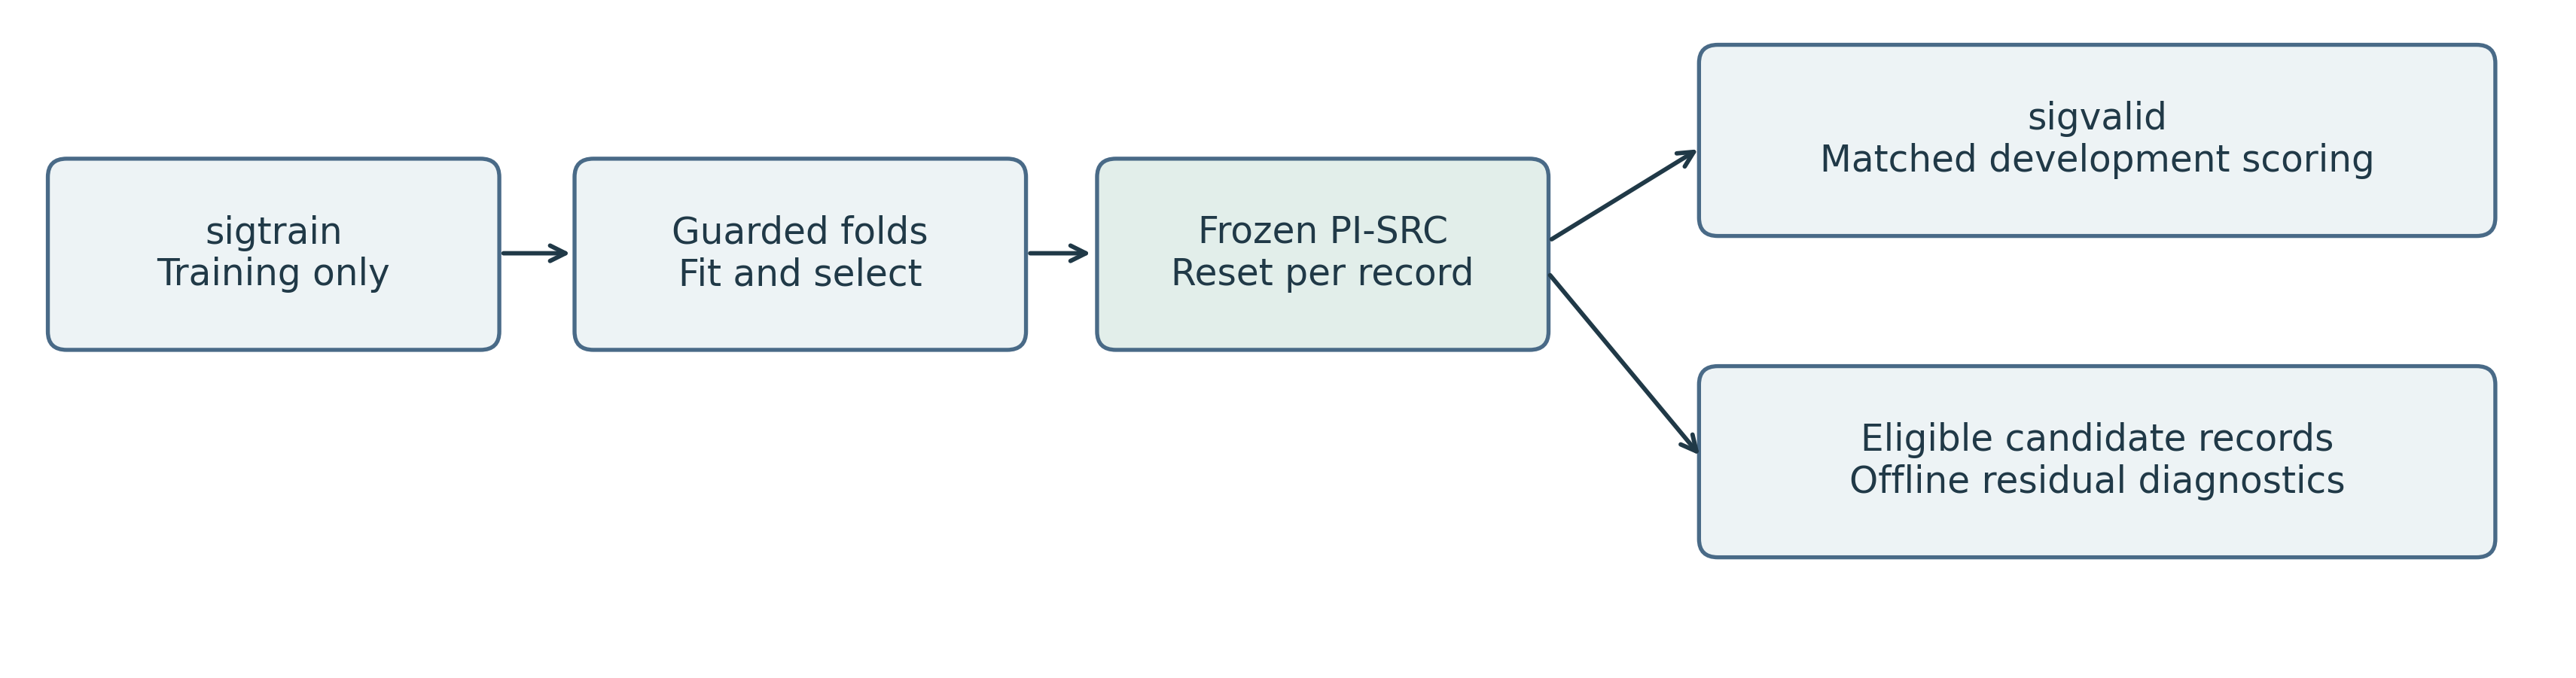 sigtrain
Training only
Guarded folds
Fit and select
Frozen PI-SRC
Reset per record
sigvalid
Matched development scoring
Eligible candidate records
Offline residual diagnostics